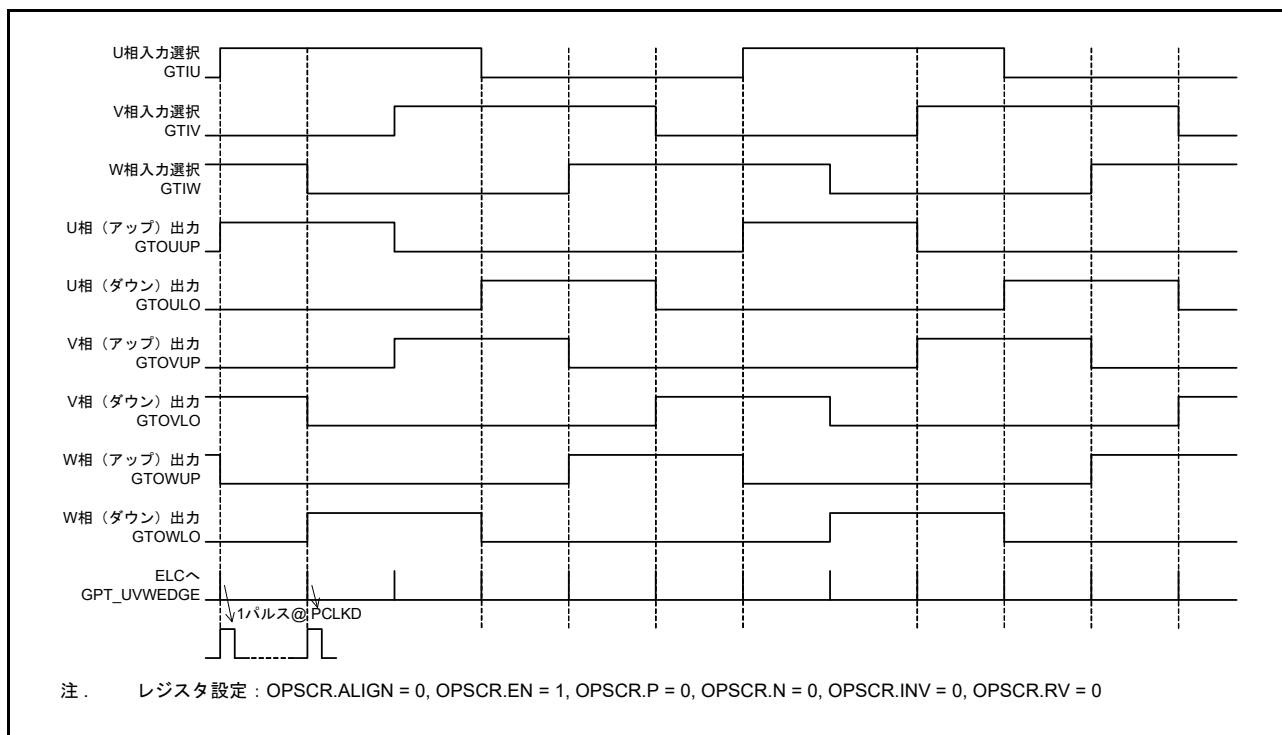 U相入力選択
GTIU
V相入力選択
GTIV
W相入力選択
GTIW
U相（アップ）出力
GTOUUP
U相（ダウン）出力
GTOULO
V相（アップ）出力
GTOVUP
V相（ダウン）出力
GTOVLO
W相（アップ）出力
GTOWUP
W相（ダウン）出力
GTOWLO
ELCへ
GPT_UVWEDGE
1パルス@ PCLKD
注 . レジスタ設定 : OPSCR.ALIGN = 0, OPSCR.EN = 1, OPSCR.P = 0, OPSCR.N = 0, OPSCR.INV = 0, OPSCR.RV = 0